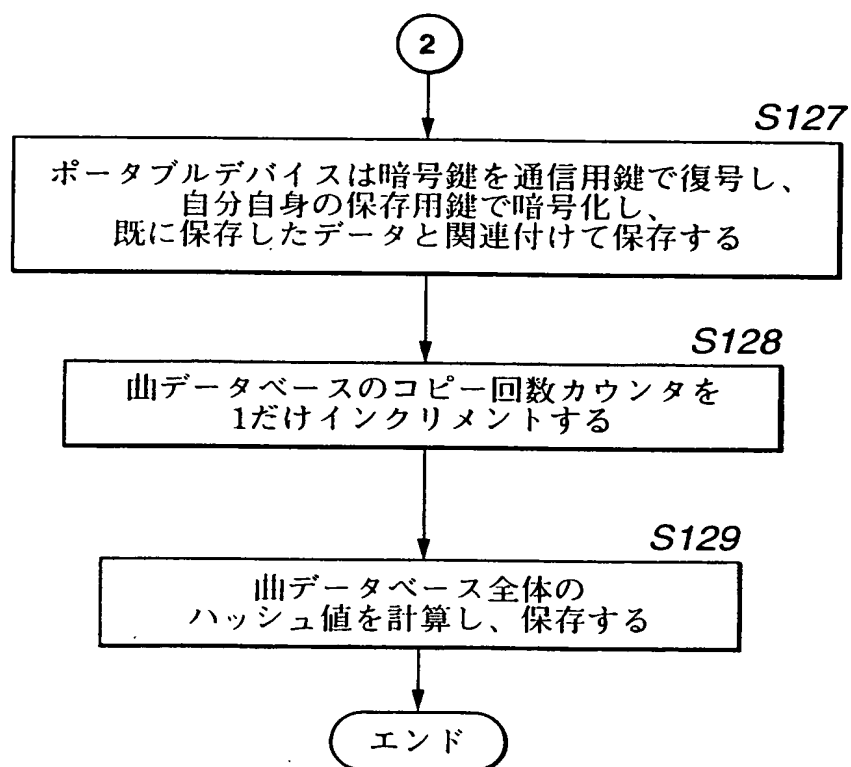 2
S127
ポータブルデバイスは暗号鍵を通信用鍵で復号し、
自分自身の保存用鍵で暗号化し、
既に保存したデータと関連付けて保存する
S128
曲データベースのコピー回数カウンタを
1だけインクリメントする
S129
曲データベース全体の
ハッシュ値を計算し、保存する
エンド